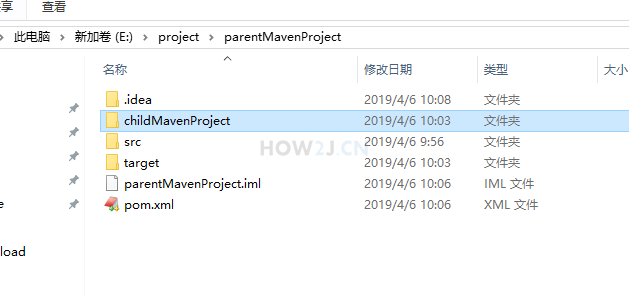 享 查看
此电脑 > 新加卷 (E:) > project > parentMavenProject
名称 修改日期 类型 大小
.idea 2019/4/6 10:08 文件夹
childMavenProject 2019/4/6 10:03 文件夹
src 2019/4/6 9:56 文件夹
HOW2J.CN
target 2019/4/6 10:03 文件夹
parentMavenProject.iml 2019/4/6 10:06 IML 文件
e pom.xml 2019/4/6 10:06 XML 文件
load